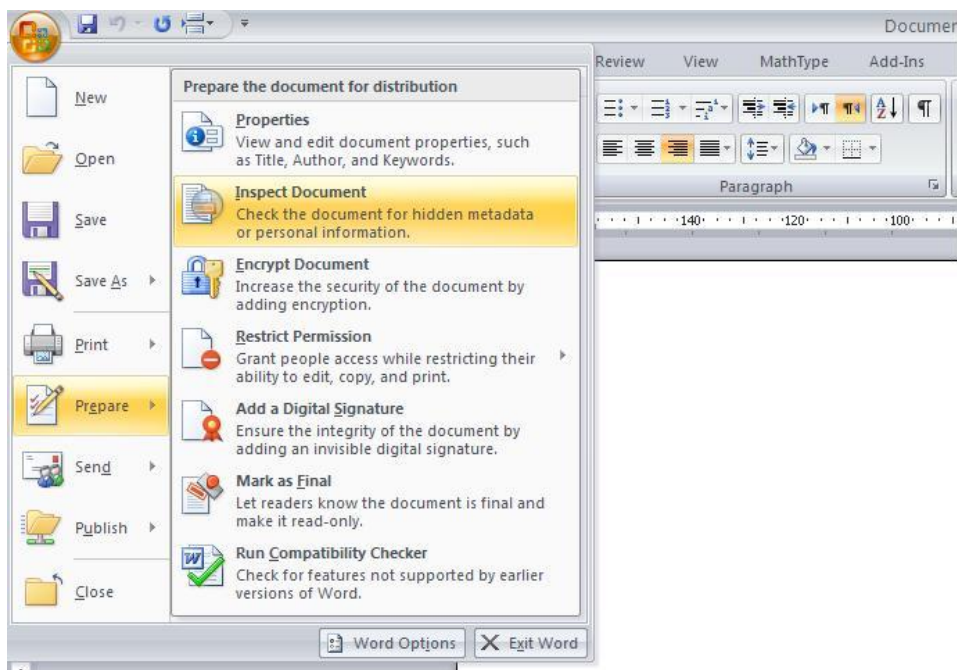 Documen
Review View MathType Add-Ins
New
Open
Save
Save As
Print
Prepare
Send
Publish
Close
Prepare the document for distribution
Properties
View and edit document properties, such
as Title, Author, and Keywords.
Inspect Document
Check the document for hidden metadata
or personal information.
Encrypt Document
Increase the security of the document by
adding encryption.
Restrict Permission
Grant people access while restricting their
ability to edit, copy, and print.
Add a Digital Signature
Ensure the integrity of the document by
adding an invisible digital signature.
Mark as Final
Let readers know the document is final and
make it read-only.
Run Compatibility Checker
Check for features not supported by earlier
versions of Word.
Word Options Exit Word
Paragraph
140 120 100